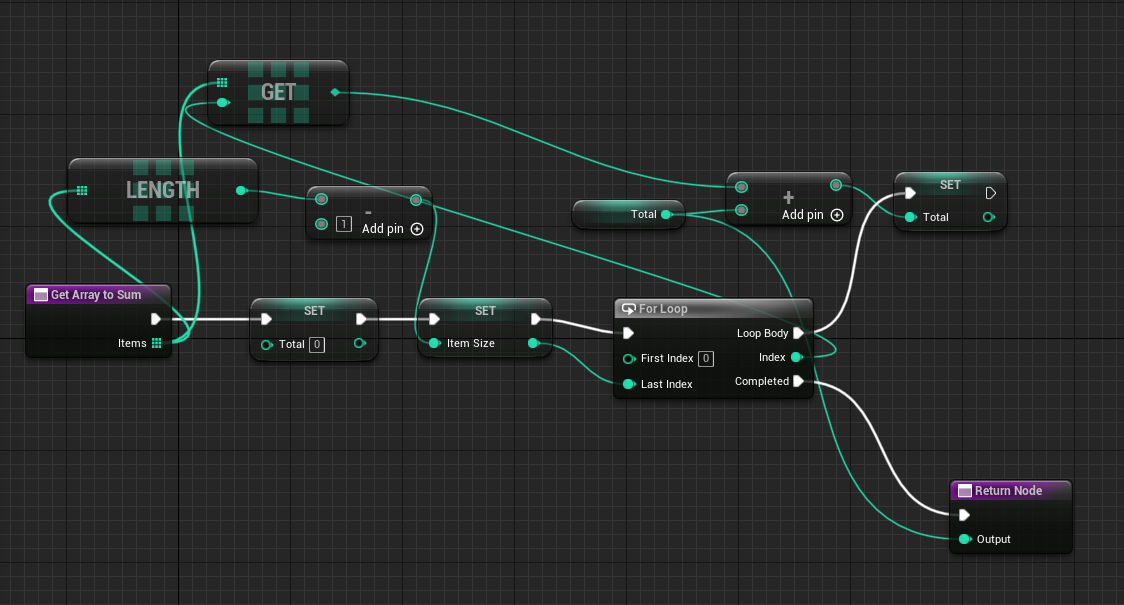 GET
LENGTH
-
1
Add pin
Total
+
Add pin
SET
Total
Get Array to Sum
Items
SET
Total 0
SET
Item Size
For Loop
Loop Body
First Index 0
Index
Last Index
Completed
Return Node
Output